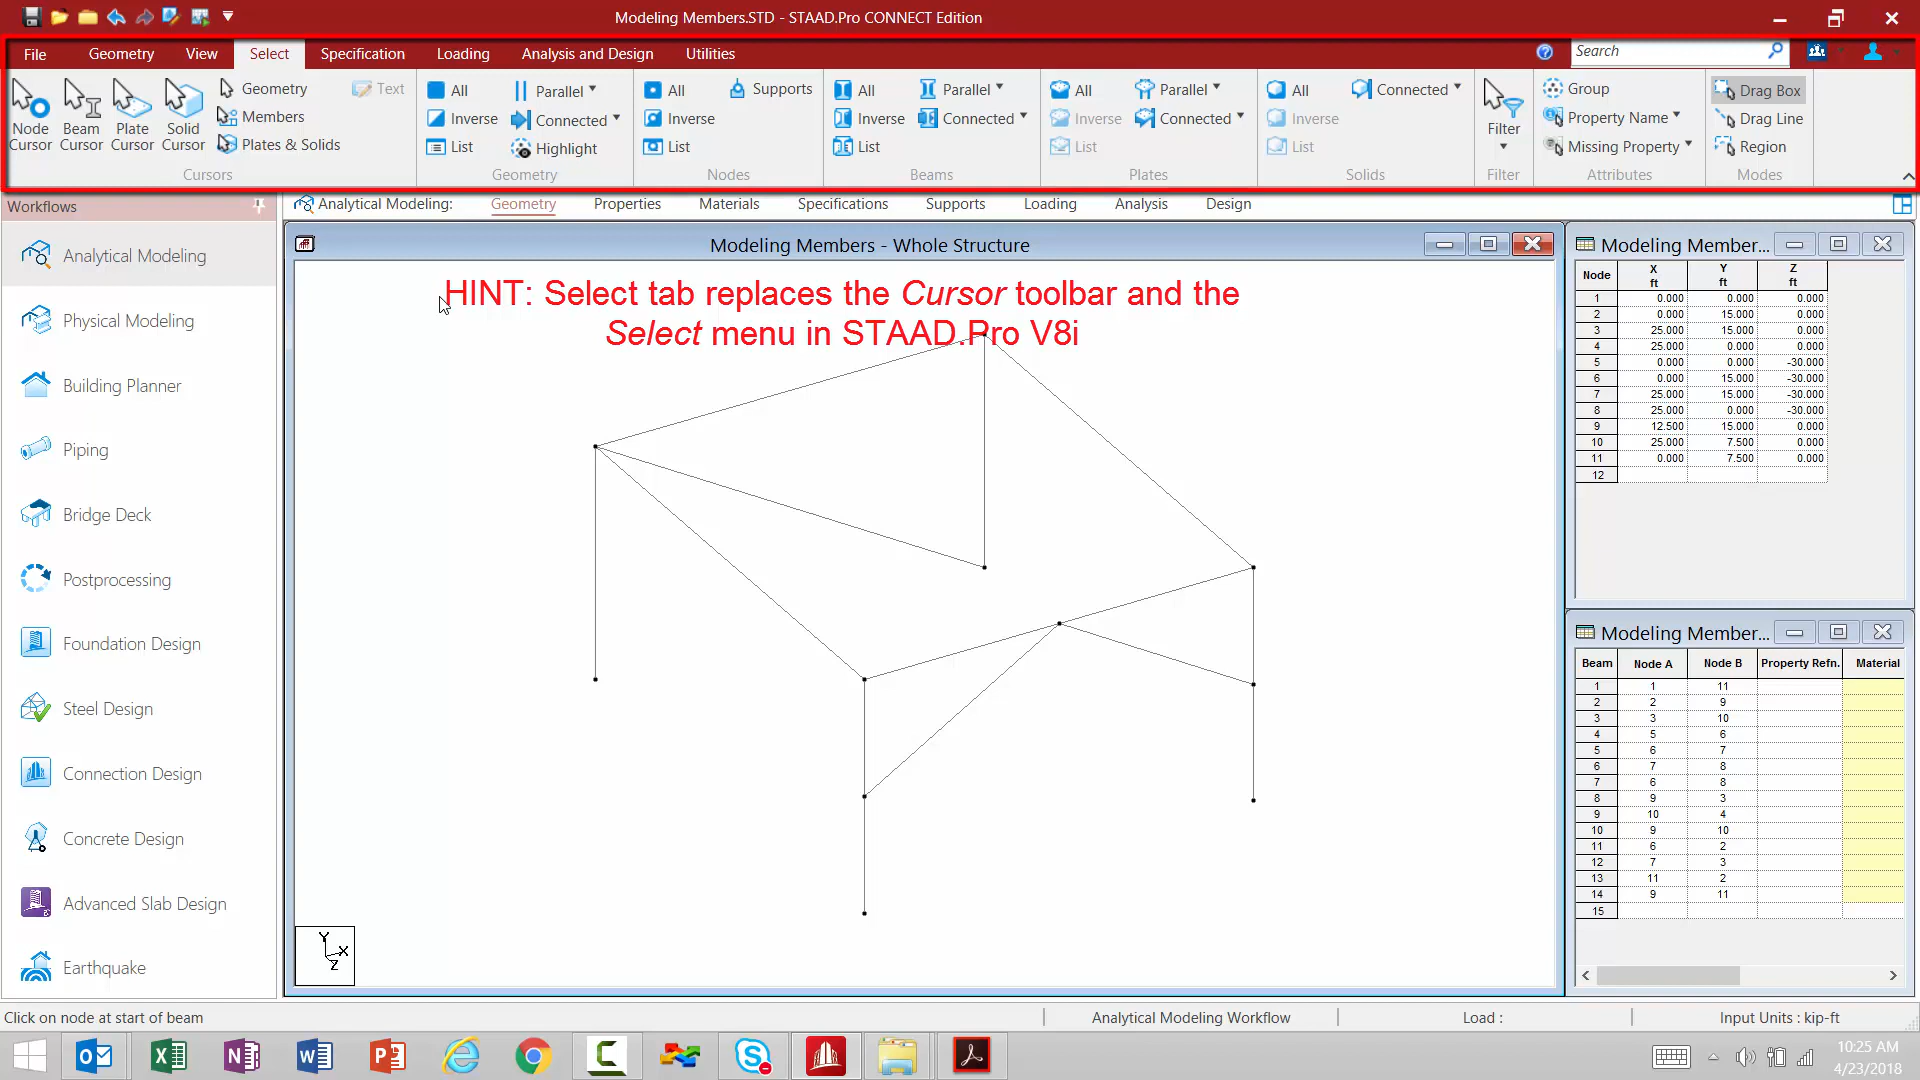 Modeling Members.STD - STAAD.Pro CONNECT Edition
File Geometry View Select Specification Loading Analysis and Design Utilities Search
Node Cursor
Beam Cursor
Plate Cursor
Solid Cursor
Geometry
Members
Plates & Solids
Text
Cursors
All
Inverse
List
Parallel
Connected
Highlight
Geometry
All
Inverse
List
Supports
Nodes
All
Inverse
List
Parallel
Connected
Beams
All
Inverse
List
Parallel
Connected
Plates
All
Inverse
List
Connected
Solids
Filter
Filter
Group
Property Name
Missing Property
Attributes
Drag Box
Drag Line
Region
Modes
Workflows
Analytical Modeling
Physical Modeling
Building Planner
Piping
Bridge Deck
Postprocessing
Foundation Design
Steel Design
Connection Design
Concrete Design
Advanced Slab Design
Earthquake
Analytical Modeling: Geometry Properties Materials Specifications Supports Loading Analysis Design
Modeling Members - Whole Structure
HINT: Select tab replaces the Cursor toolbar and the
Select menu in STAAD.Pro V8i
Y
X
Z
Modeling Member...
Node X ft Y ft Z ft
1 0.000 0.000 0.000
2 0.000 15.000 0.000
3 25.000 15.000 0.000
4 25.000 0.000 0.000
5 0.000 0.000 -30.000
6 0.000 15.000 -30.000
7 25.000 15.000 -30.000
8 25.000 0.000 -30.000
9 12.500 15.000 0.000
10 25.000 7.500 0.000
11 0.000 7.500 0.000
12
Modeling Member...
Beam Node A Node B Property Refn. Material
1 1 11
2 2 9
3 3 10
4 5 6
5 6 7
6 7 8
7 6 8
8 9 3
9 10 4
10 9 10
11 6 2
12 7 3
13 11 2
14 9 11
15
Click on node at start of beam
Analytical Modeling Workflow
Load :
Input Units : kip-ft
10:25 AM
4/23/2018